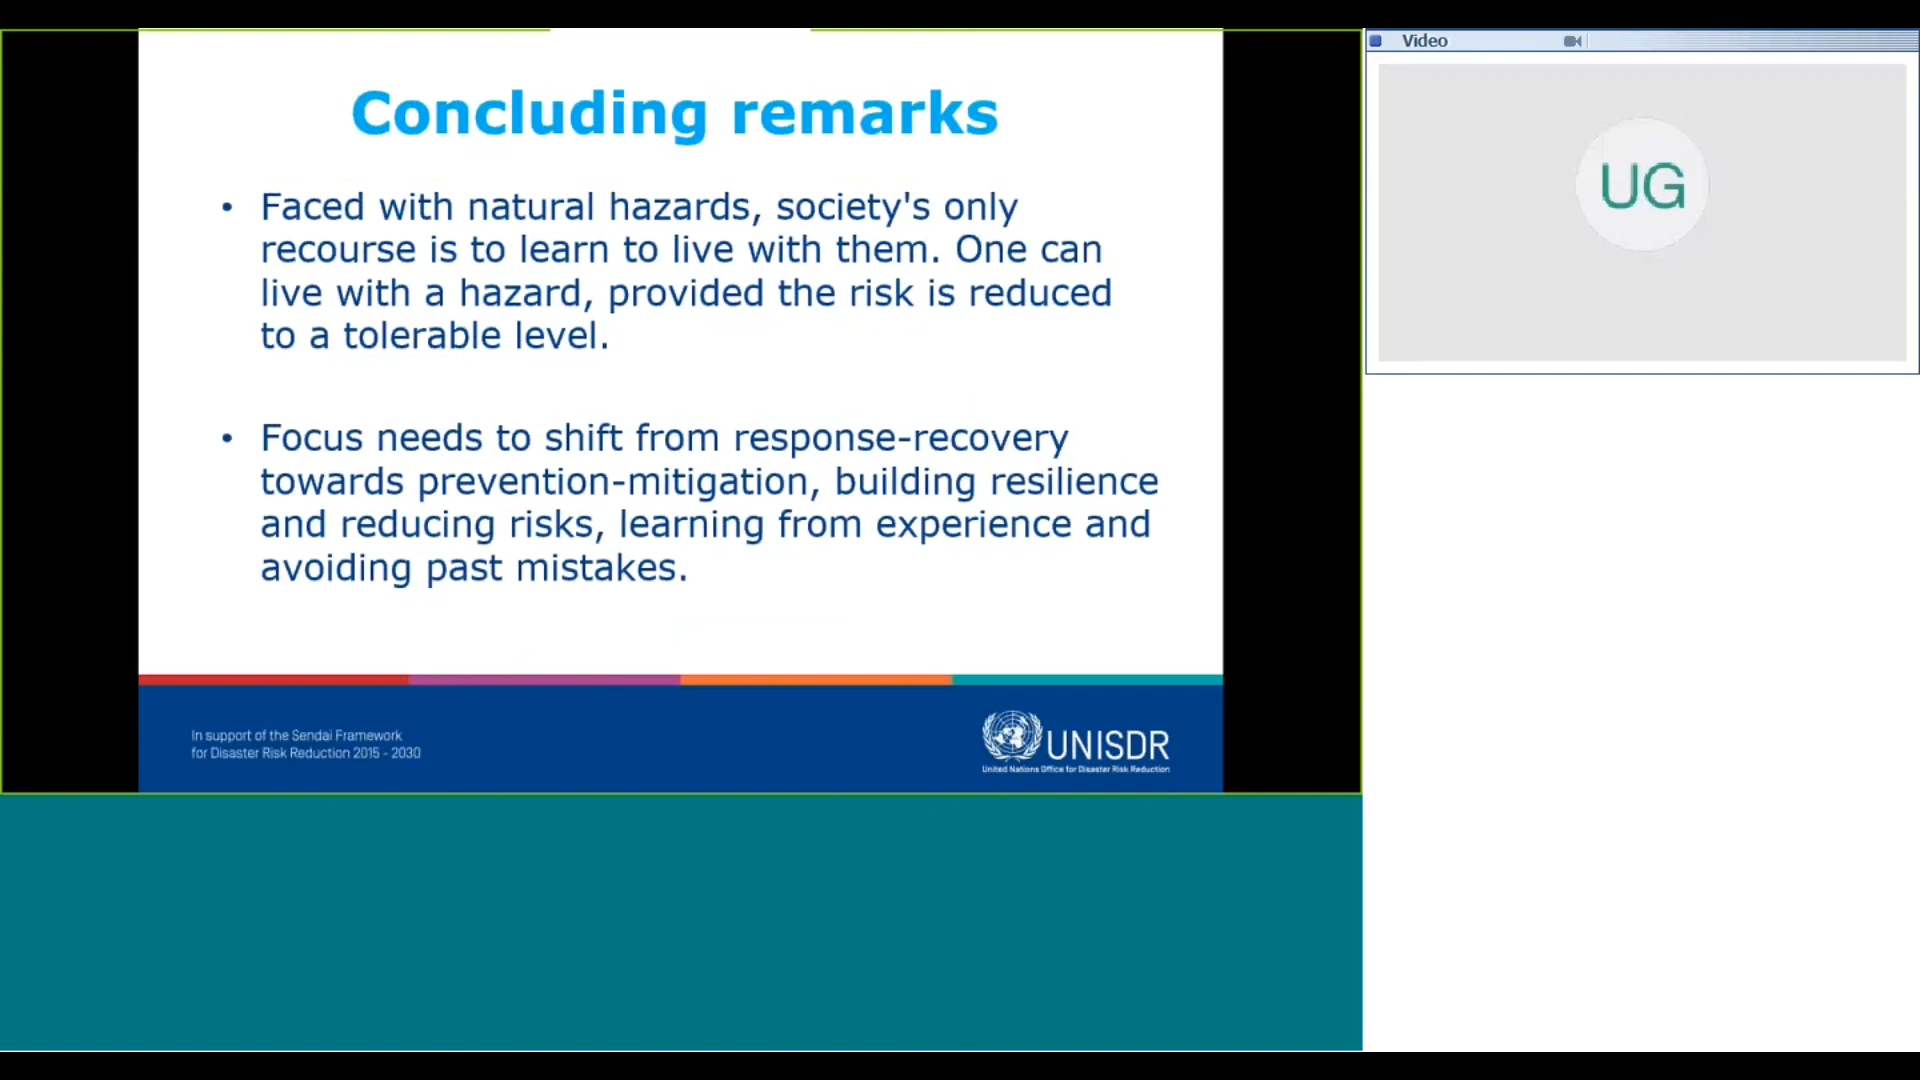 Concluding remarks
• Faced with natural hazards, society's only
recourse is to learn to live with them. One can
live with a hazard, provided the risk is reduced
to a tolerable level.
• Focus needs to shift from response-recovery
towards prevention-mitigation, building resilience
and reducing risks, learning from experience and
avoiding past mistakes.
In support of the Sendai Framework
for Disaster Risk Reduction 2015 - 2030
UNISDR
United Nations Office for Disaster Risk Reduction
Video
UG